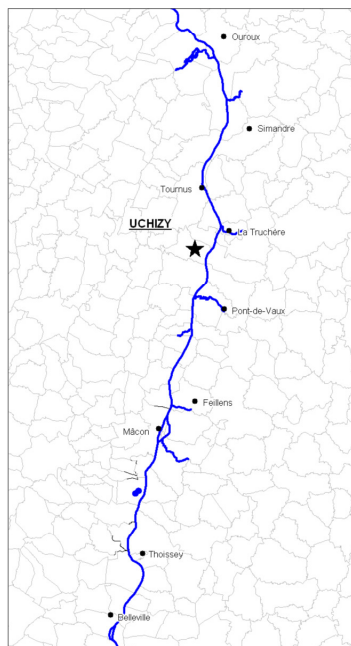 Ouroux
Simandre
Tournus
UCHIZY
La Truchère
Pont-de-Vaux
Feillens
Mâcon
Thoissey
Belleville